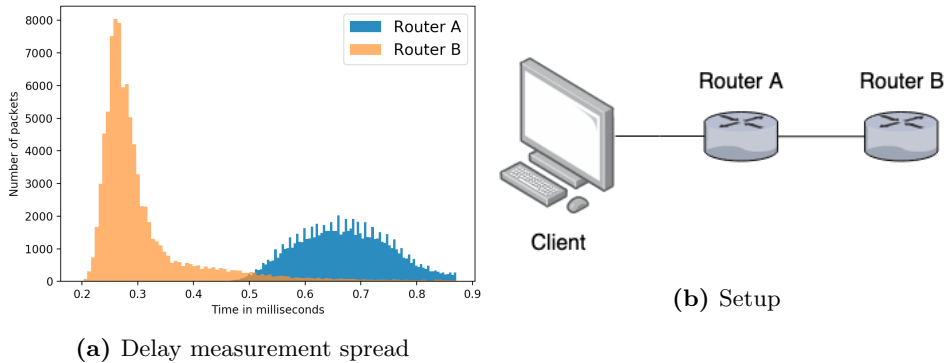 8000
7000
6000
5000
4000
3000
2000
1000
0
Number of packets
0.2 0.3 0.4 0.5 0.6 0.7 0.8 0.9
Time in milliseconds
Router A
Router B
(a) Delay measurement spread
Router A Router B
Client
(b) Setup